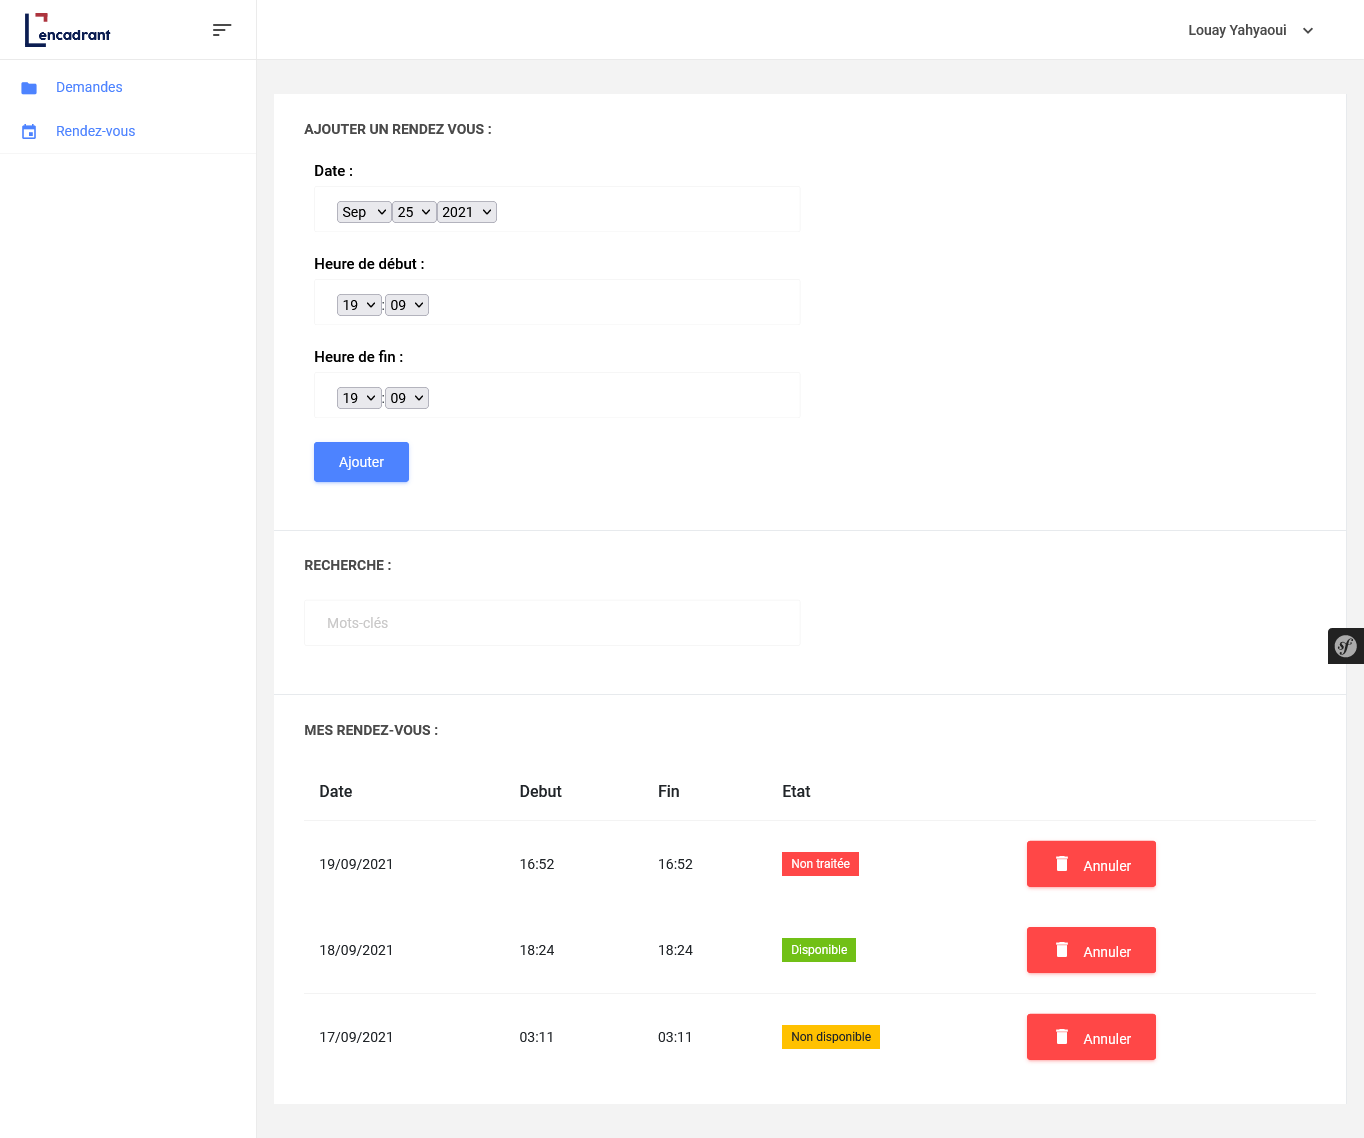 Lencadrant
Louay Yahyaoui
Demandes
Rendez-vous
AJOUTER UN RENDEZ VOUS :
Date :
Sep 25 2021
Heure de début :
19 : 09
Heure de fin :
19 : 09
Ajouter
RECHERCHE :
Mots-clés
sf
MES RENDEZ-VOUS :
Date Debut Fin Etat
19/09/2021 16:52 16:52 Non traitée Annuler
18/09/2021 18:24 18:24 Disponible Annuler
17/09/2021 03:11 03:11 Non disponible Annuler